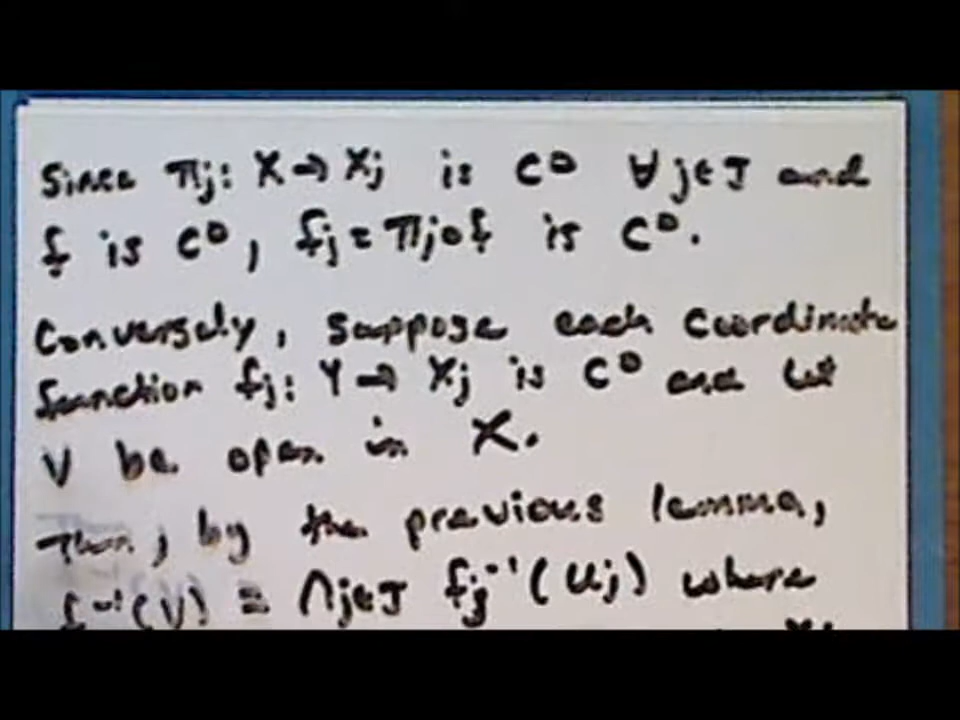 Since πj: X → Xj is C⁰ ∀ j∈J and
f is C⁰, fj = πj∘f is C⁰.
Conversely, suppose each coordinate
function fj: Y → Xj is C⁰ and let
V be open in X.
Then, by the previous lemma,
f⁻¹(V) = ∩j∈J fj⁻¹(Uj) where